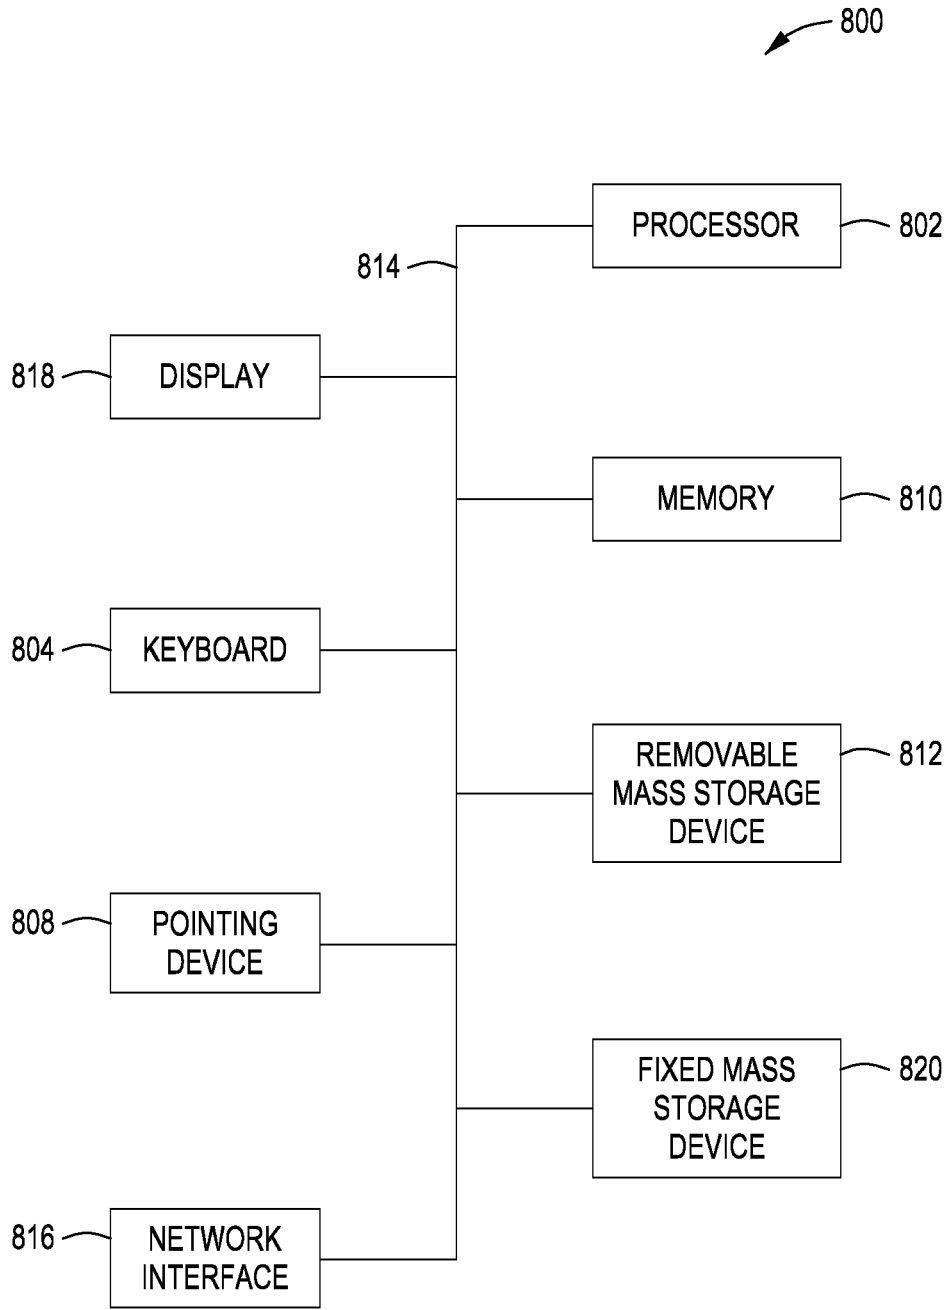 800
PROCESSOR
802
814
818
DISPLAY
MEMORY
810
804
KEYBOARD
REMOVABLE
MASS STORAGE
DEVICE
812
808
POINTING
DEVICE
FIXED MASS
STORAGE
DEVICE
820
816
NETWORK
INTERFACE